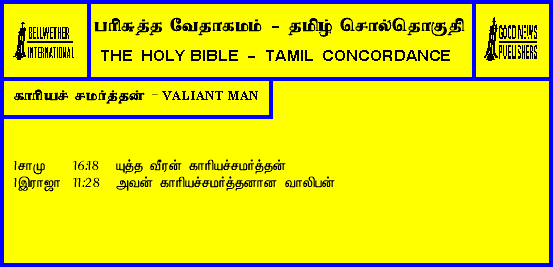 BELLWETHER
INTERNATIONAL
பரிசுத்த வேதாகமம் - தமிழ் சொல்தொகுதி
THE HOLY BIBLE - TAMIL CONCORDANCE
GOOD NEWS
PUBLISHERS
காரியச் சமர்த்தன் - VALIANT MAN
1சாமு 16:18 யுத்த வீரன் காரியச்சமர்த்தன்
1இராஜா 11:28 அவன் காரியச்சமர்த்தனான வாலிபன்